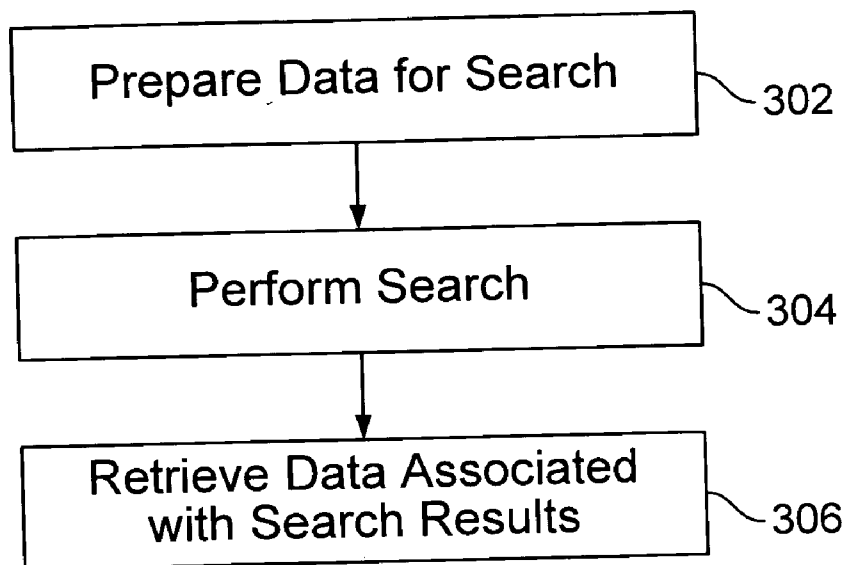 Prepare Data for Search
302
Perform Search
304
Retrieve Data Associated
with Search Results
306